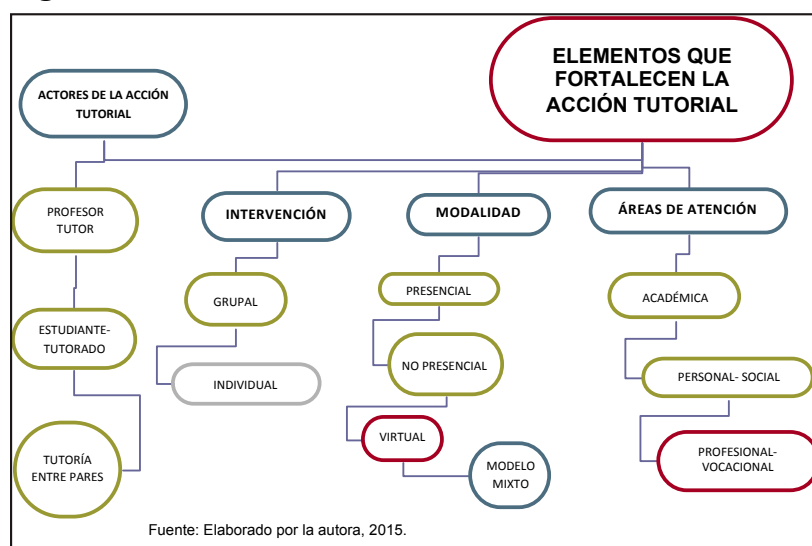 ELEMENTOS QUE
FORTALECEN LA
ACCIÓN TUTORIAL
ACTORES DE LA ACCIÓN
TUTORIAL
PROFESOR
TUTOR
ESTUDIANTE-
TUTORADO
TUTORÍA
ENTRE PARES
INTERVENCIÓN
GRUPAL
INDIVIDUAL
MODALIDAD
PRESENCIAL
NO PRESENCIAL
VIRTUAL
MODELO
MIXTO
ÁREAS DE ATENCIÓN
ACADÉMICA
PERSONAL- SOCIAL
PROFESIONAL-
VOCACIONAL
Fuente: Elaborado por la autora, 2015.